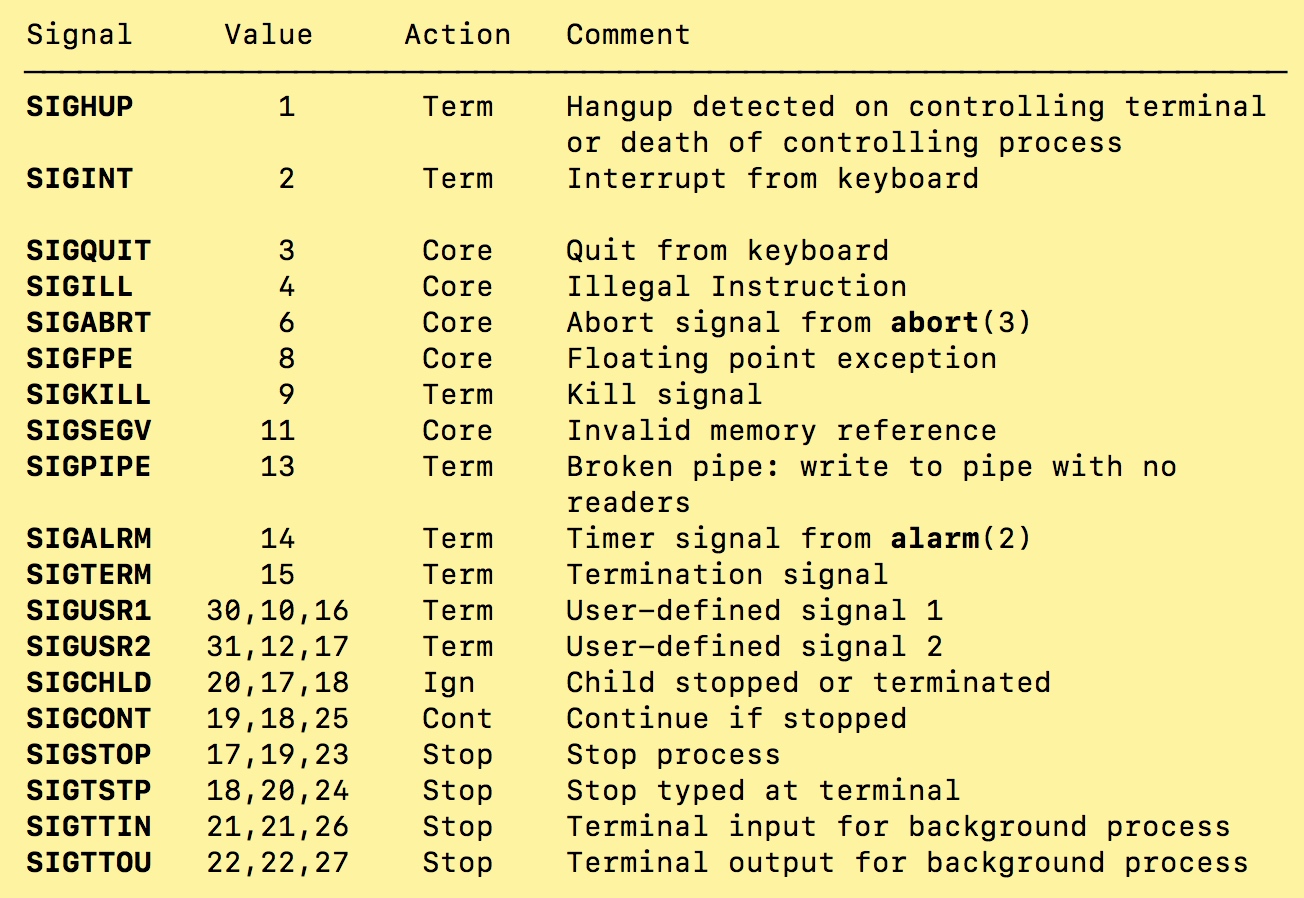 Signal Value Action Comment
SIGHUP 1 Term Hangup detected on controlling terminal
or death of controlling process
SIGINT 2 Term Interrupt from keyboard
SIGQUIT 3 Core Quit from keyboard
SIGILL 4 Core Illegal Instruction
SIGABRT 6 Core Abort signal from abort(3)
SIGFPE 8 Core Floating point exception
SIGKILL 9 Term Kill signal
SIGSEGV 11 Core Invalid memory reference
SIGPIPE 13 Term Broken pipe: write to pipe with no
readers
SIGALRM 14 Term Timer signal from alarm(2)
SIGTERM 15 Term Termination signal
SIGUSR1 30,10,16 Term User–defined signal 1
SIGUSR2 31,12,17 Term User–defined signal 2
SIGCHLD 20,17,18 Ign Child stopped or terminated
SIGCONT 19,18,25 Cont Continue if stopped
SIGSTOP 17,19,23 Stop Stop process
SIGTSTP 18,20,24 Stop Stop typed at terminal
SIGTTIN 21,21,26 Stop Terminal input for background process
SIGTTOU 22,22,27 Stop Terminal output for background process